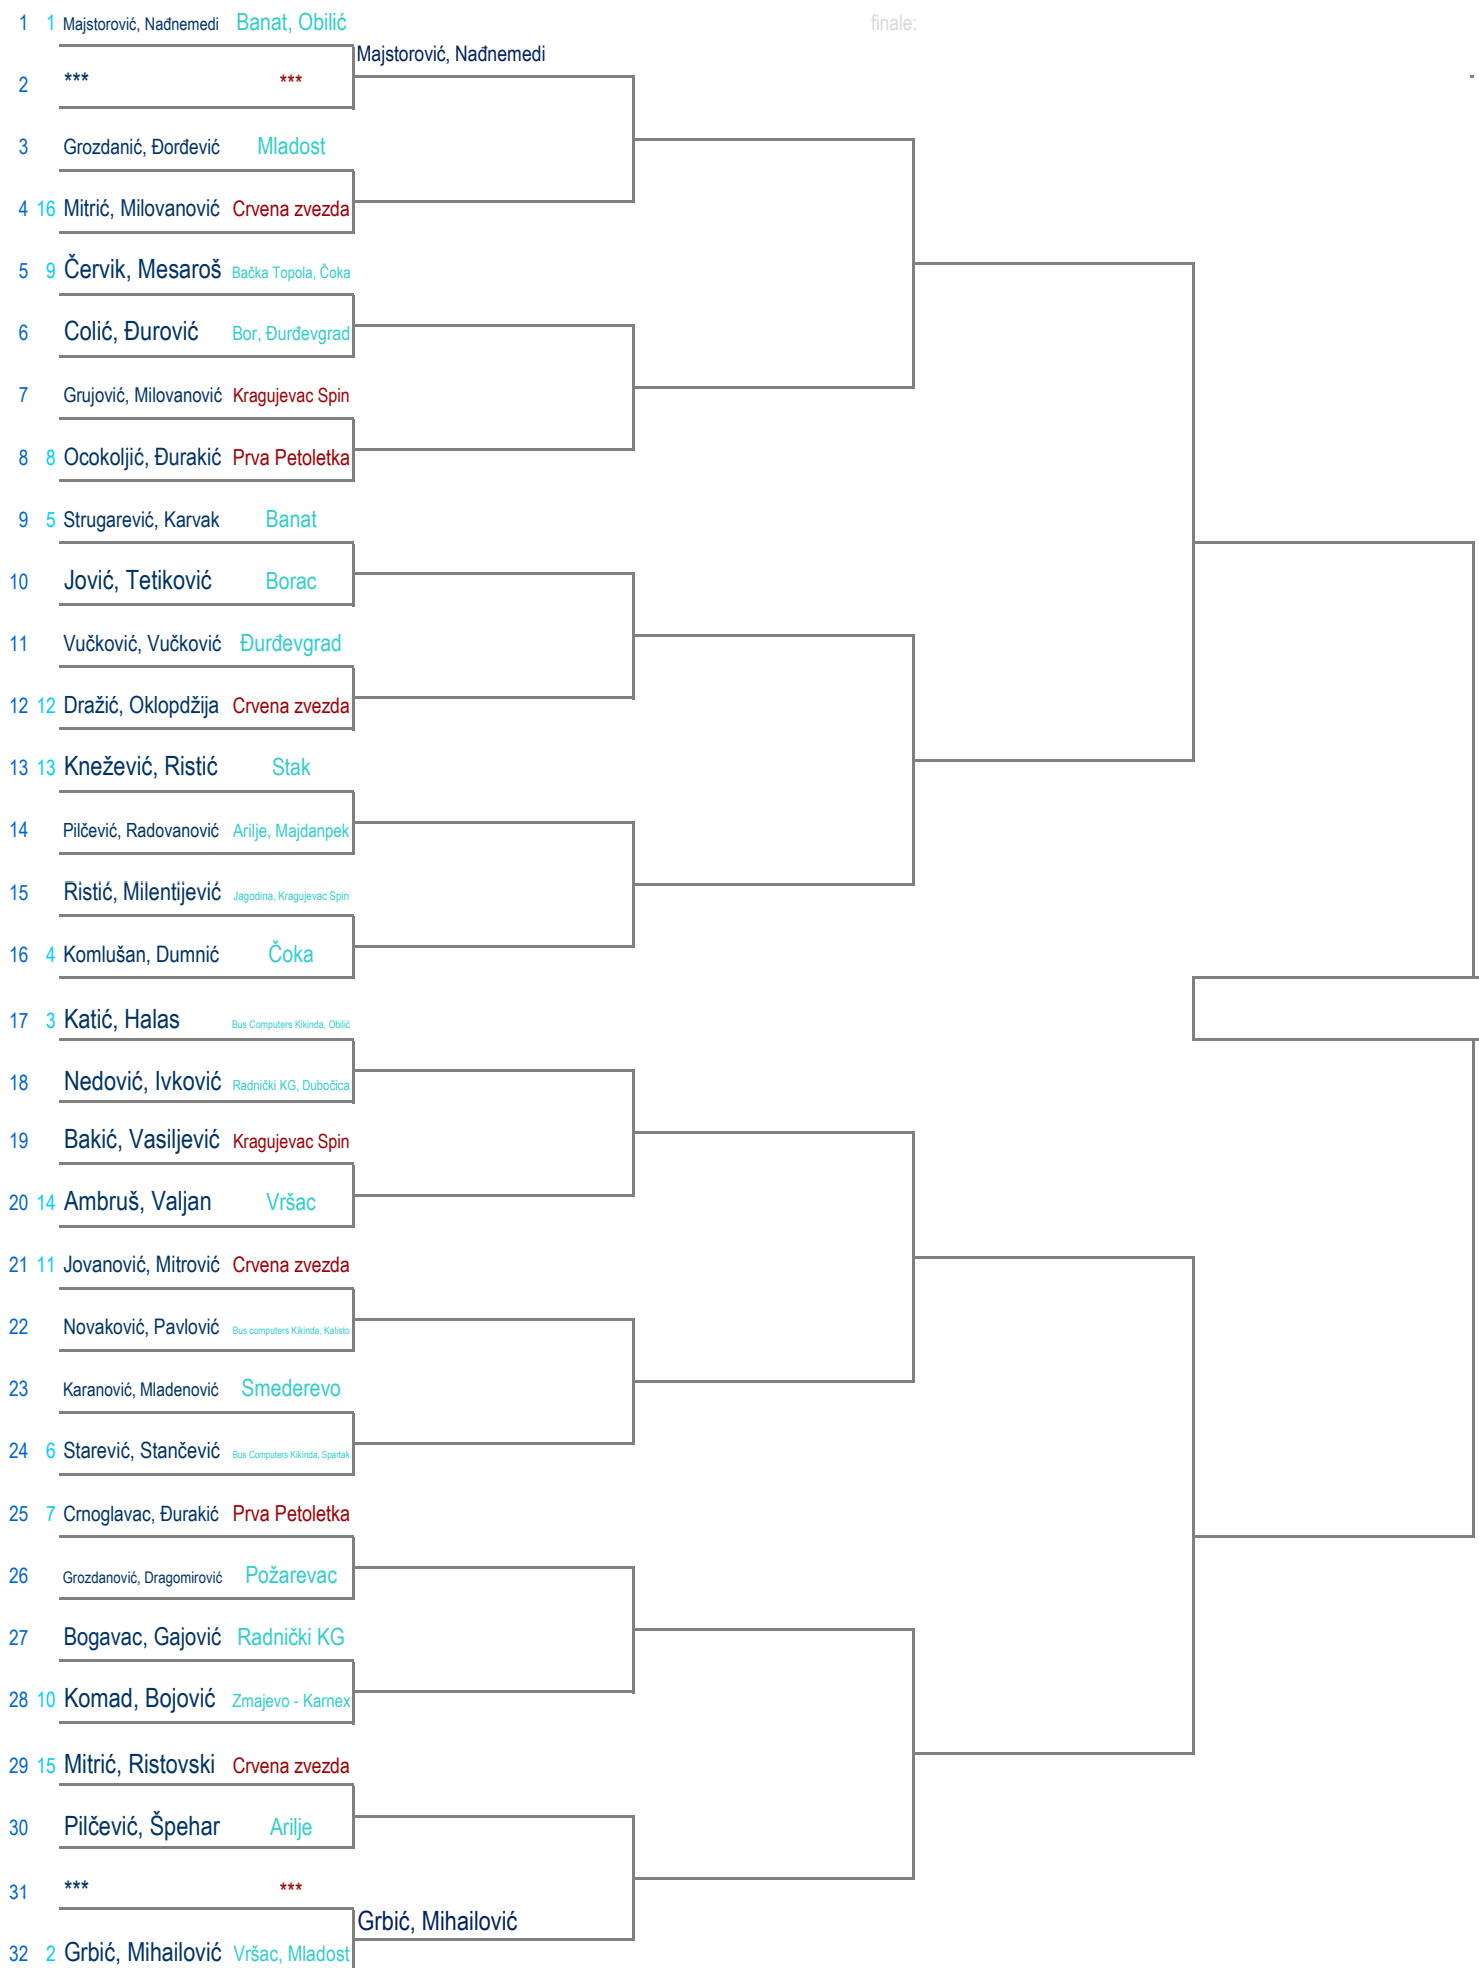 1 1 Majstorović, Nađnemedi Banat, Obilić finale:
Majstorović, Nađnemedi
2 *** ***
3 Grozdanić, Đorđević Mladost
4 16 Mitrić, Milovanović Crvena zvezda
5 9 Červik, Mesaroš Bačka Topola, Čoka
6 Colić, Đurović Bor, Đurđevgrad
7 Grujović, Milovanović Kragujevac Spin
8 8 Ocokoljić, Đurakić Prva Petoletka
9 5 Strugarević, Karvak Banat
10 Jović, Tetiković Borac
11 Vučković, Vučković Đurđevgrad
12 12 Dražić, Oklopdžija Crvena zvezda
13 13 Knežević, Ristić Stak
14 Pilčević, Radovanović Arilje, Majdanpek
15 Ristić, Milentijević Jagodina, Kragujevac Spin
16 4 Komlušan, Dumnić Čoka
17 3 Katić, Halas Bus Computers Kikinda, Obilić
18 Nedović, Ivković Radnički KG, Dubočica
19 Bakić, Vasiljević Kragujevac Spin
20 14 Ambruš, Valjan Vršac
21 11 Jovanović, Mitrović Crvena zvezda
22 Novaković, Pavlović Bus computers Kikinda, Kalisto
23 Karanović, Mladenović Smederevo
24 6 Starević, Stančević Bus Computers Kikinda, Spartak
25 7 Crnoglavac, Đurakić Prva Petoletka
26 Grozdanović, Dragomirović Požarevac
27 Bogavac, Gajović Radnički KG
28 10 Komad, Bojović Zmajevo - Karnex
29 15 Mitrić, Ristovski Crvena zvezda
30 Pilčević, Špehar Arilje
31 *** ***
Grbić, Mihailović
32 2 Grbić, Mihailović Vršac, Mladost